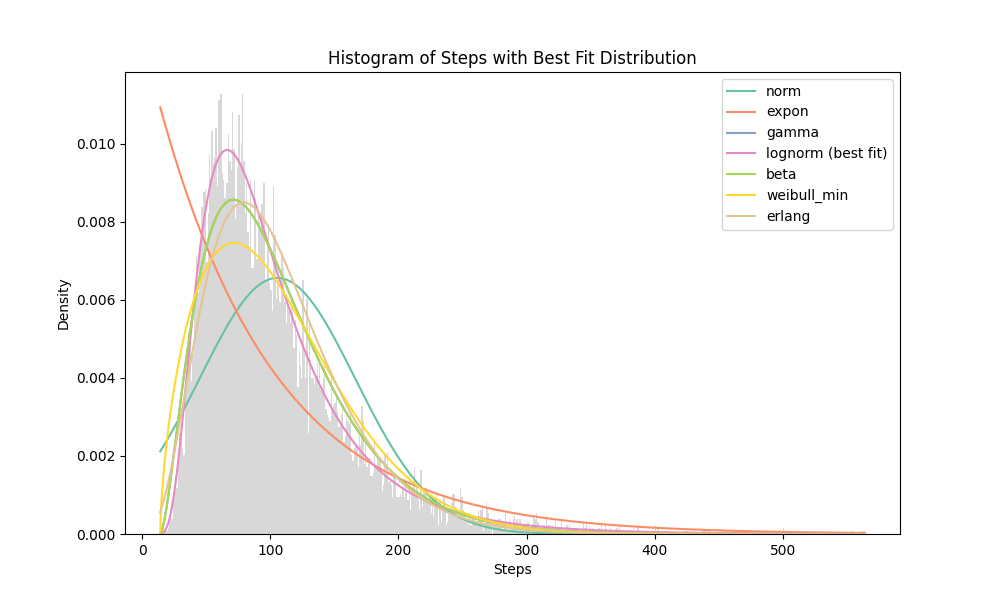 Histogram of Steps with Best Fit Distribution
norm
expon
gamma
lognorm (best fit)
beta
weibull_min
erlang
Density
0.010
0.008
0.006
0.004
0.002
0.000
0 100 200 300 400 500
Steps